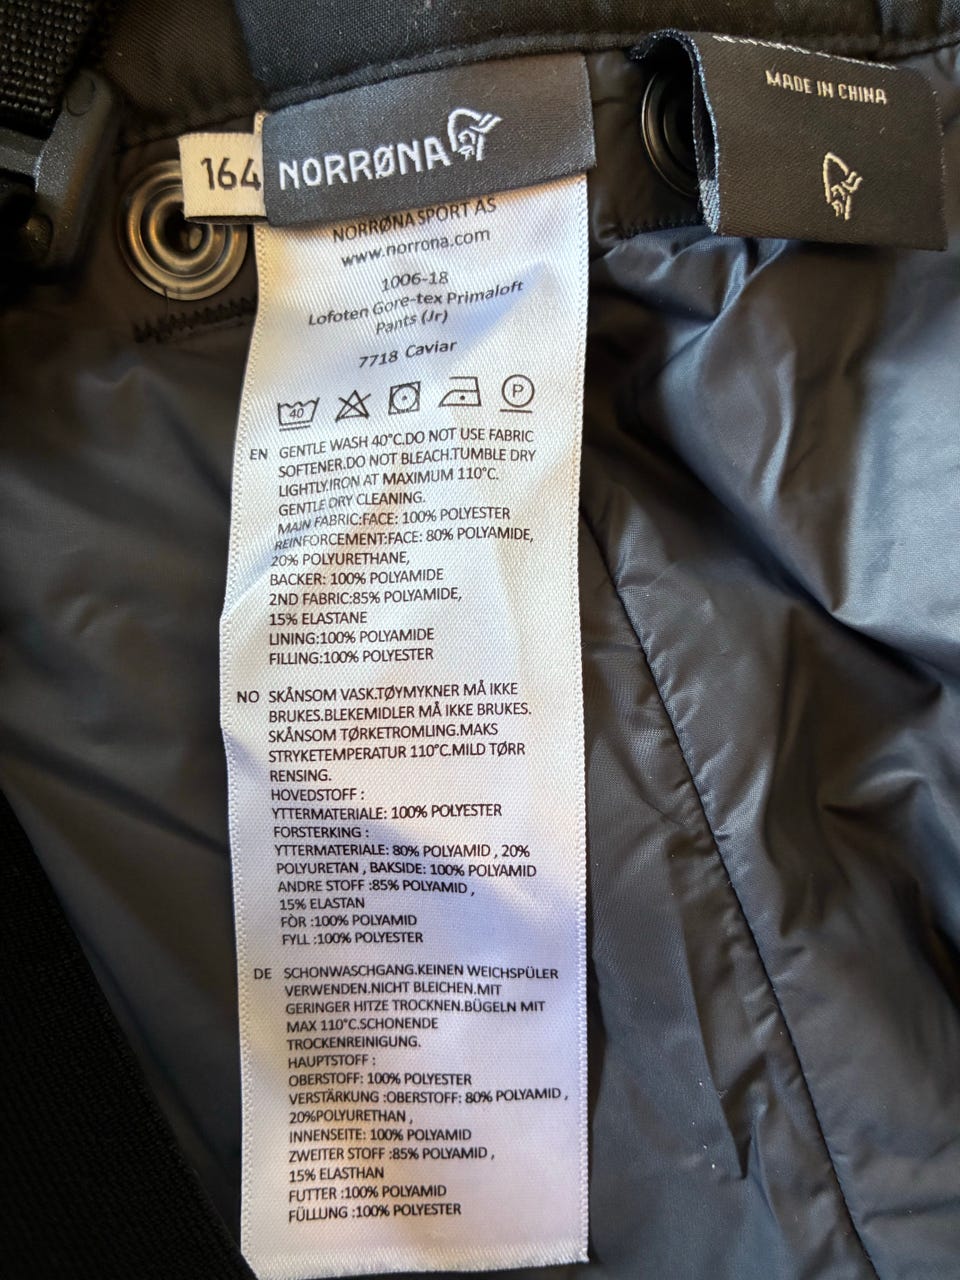 164
NORRØNA
MADE IN CHINA
NORRØNA SPORT AS
www.norrona.com
1006-18
Lofoten Gore-tex Primaloft
Pants (Jr)
7718 Caviar
40
P
EN GENTLE WASH 40°C.DO NOT USE FABRIC
SOFTENER.DO NOT BLEACH.TUMBLE DRY
LIGHTLY.IRON AT MAXIMUM 110°C.
GENTLE DRY CLEANING.
MAIN FABRIC:FACE: 100% POLYESTER
REINFORCEMENT:FACE: 80% POLYAMIDE,
20% POLYURETHANE,
BACKER: 100% POLYAMIDE
2ND FABRIC:85% POLYAMIDE,
15% ELASTANE
LINING:100% POLYAMIDE
FILLING:100% POLYESTER
NO SKÅNSOM VASK.TØYMYKNER MÅ IKKE
BRUKES.BLEKEMIDLER MÅ IKKE BRUKES.
SKÅNSOM TØRKETROMLING.MAKS
STRYKETEMPERATUR 110°C.MILD TØRR
RENSING.
HOVEDSTOFF :
YTTERMATERIALE: 100% POLYESTER
FORSTERKING :
YTTERMATERIALE: 80% POLYAMID , 20%
POLYURETAN , BAKSIDE: 100% POLYAMID
ANDRE STOFF :85% POLYAMID ,
15% ELASTAN
FÒR :100% POLYAMID
FYLL :100% POLYESTER
DE SCHONWASCHGANG.KEINEN WEICHSPÜLER
VERWENDEN.NICHT BLEICHEN.MIT
GERINGER HITZE TROCKNEN.BÜGELN MIT
MAX 110°C.SCHONENDE
TROCKENREINIGUNG.
HAUPTSTOFF :
OBERSTOFF: 100% POLYESTER
VERSTÄRKUNG :OBERSTOFF: 80% POLYAMID ,
20%POLYURETHAN ,
INNENSEITE: 100% POLYAMID
ZWEITER STOFF :85% POLYAMID ,
15% ELASTHAN
FUTTER :100% POLYAMID
FÜLLUNG :100% POLYESTER